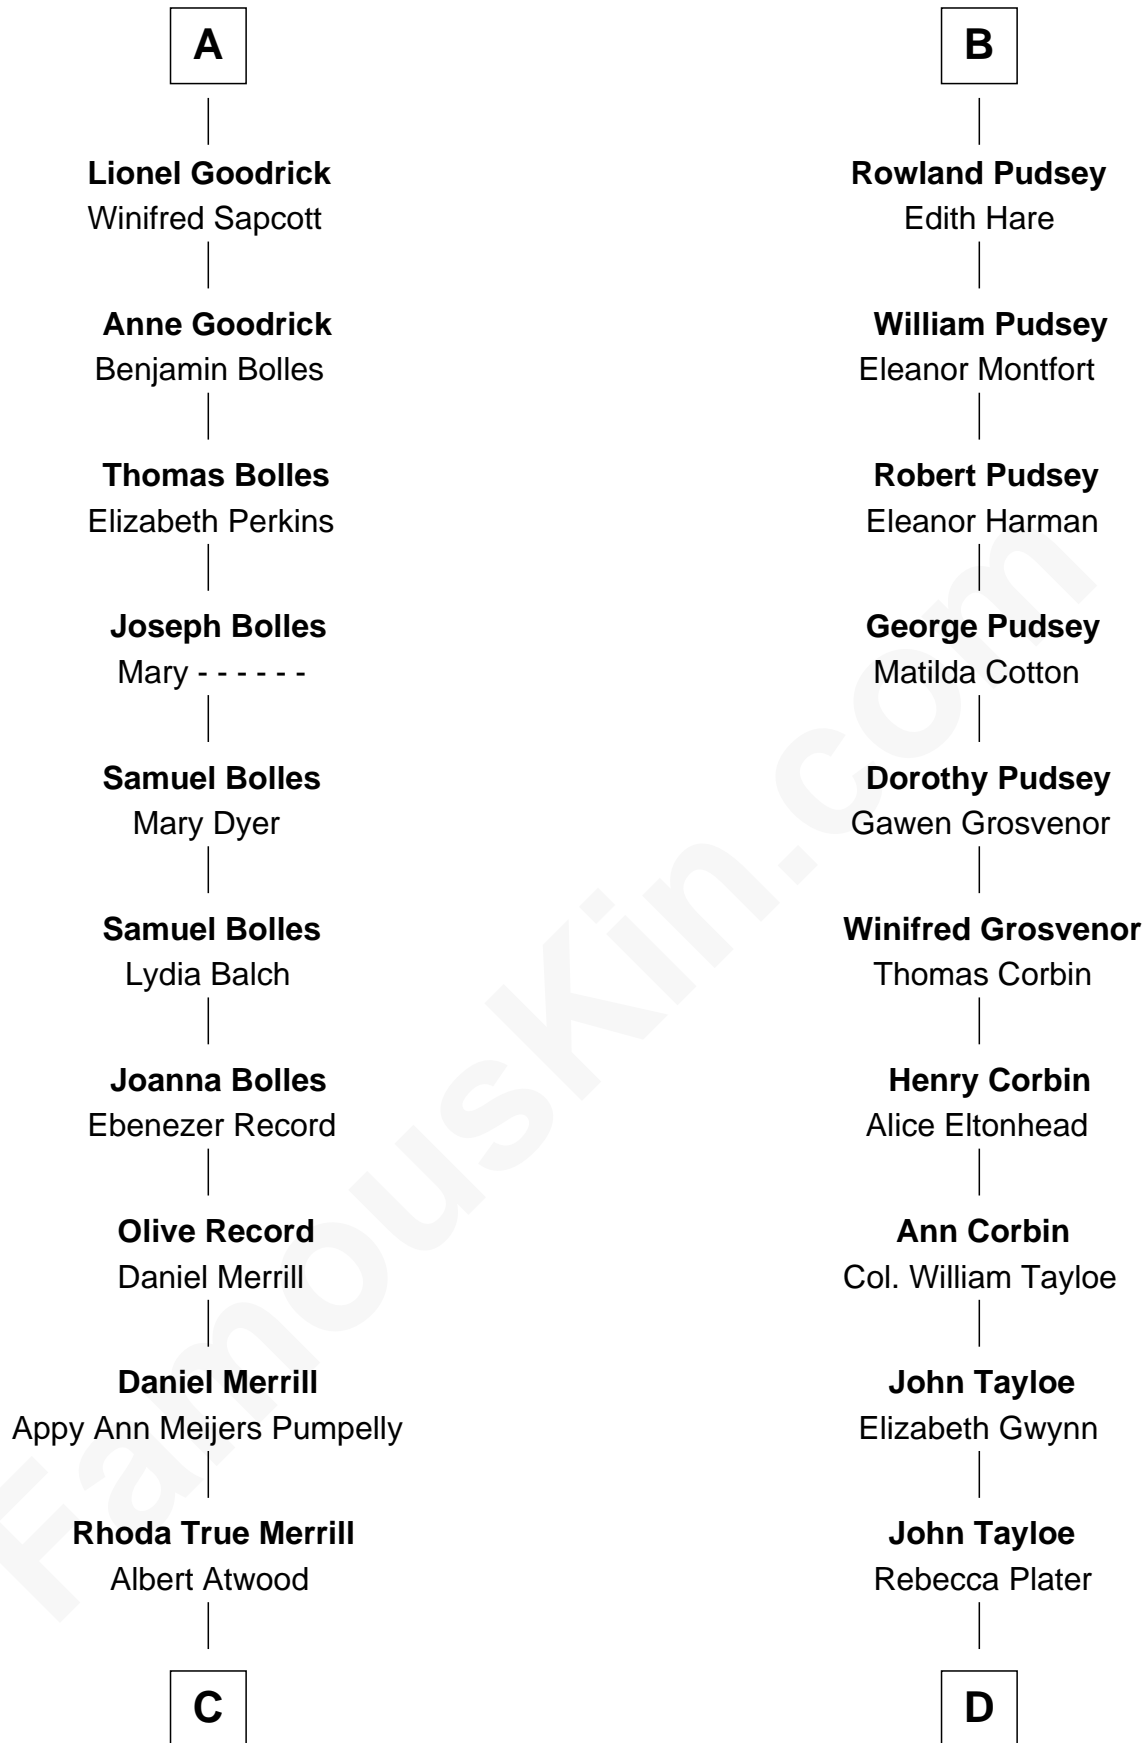 A
Lionel Goodrick
Winifred Sapcott
Anne Goodrick
Benjamin Bolles
Thomas Bolles
Elizabeth Perkins
Joseph Bolles
Mary - - - - - -
Samuel Bolles
Mary Dyer
Samuel Bolles
Lydia Balch
Joanna Bolles
Ebenezer Record
Olive Record
Daniel Merrill
Daniel Merrill
Appy Ann Meijers Pumpelly
Rhoda True Merrill
Albert Atwood
C
B
Rowland Pudsey
Edith Hare
William Pudsey
Eleanor Montfort
Robert Pudsey
Eleanor Harman
George Pudsey
Matilda Cotton
Dorothy Pudsey
Gawen Grosvenor
Winifred Grosvenor
Thomas Corbin
Henry Corbin
Alice Eltonhead
Ann Corbin
Col. William Tayloe
John Tayloe
Elizabeth Gwynn
John Tayloe
Rebecca Plater
D
FamousKin.com